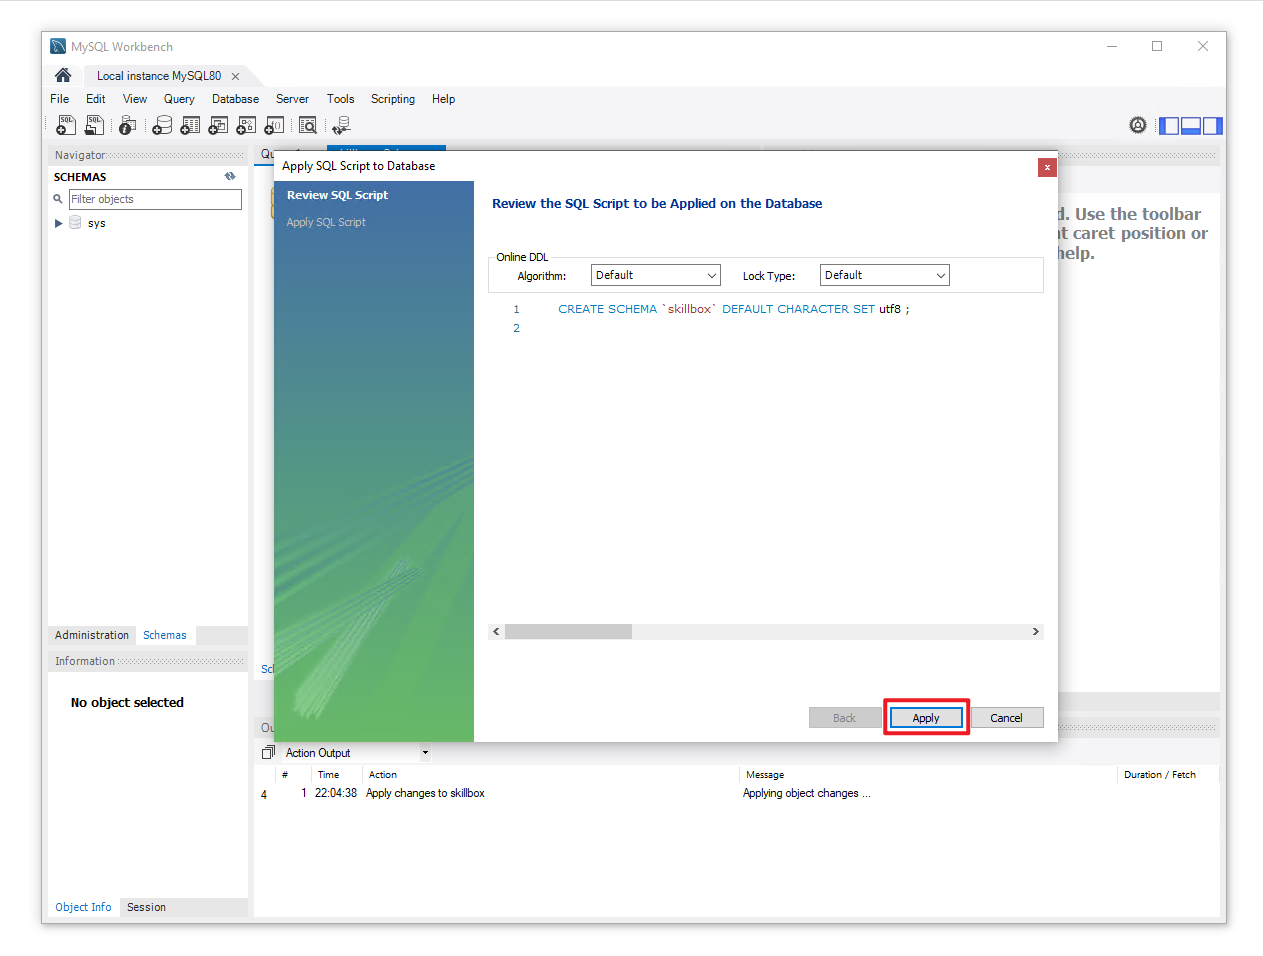 MySQL Workbench
Local instance MySQL80
File Edit View Query Database Server Tools Scripting Help
Navigator
SCHEMAS
Filter objects
sys
Apply SQL Script to Database
Review SQL Script
Apply SQL Script
Review the SQL Script to be Applied on the Database
Online DDL
Algorithm: Default Lock Type: Default
1 CREATE SCHEMA `skillbox` DEFAULT CHARACTER SET utf8 ;
2
. Use the toolbar
caret position or
help.
Administration Schemas
Information
No object selected
Back Apply Cancel
Action Output
# Time Action Message Duration / Fetch
4 1 22:04:38 Apply changes to skillbox Applying object changes ...
Object Info Session